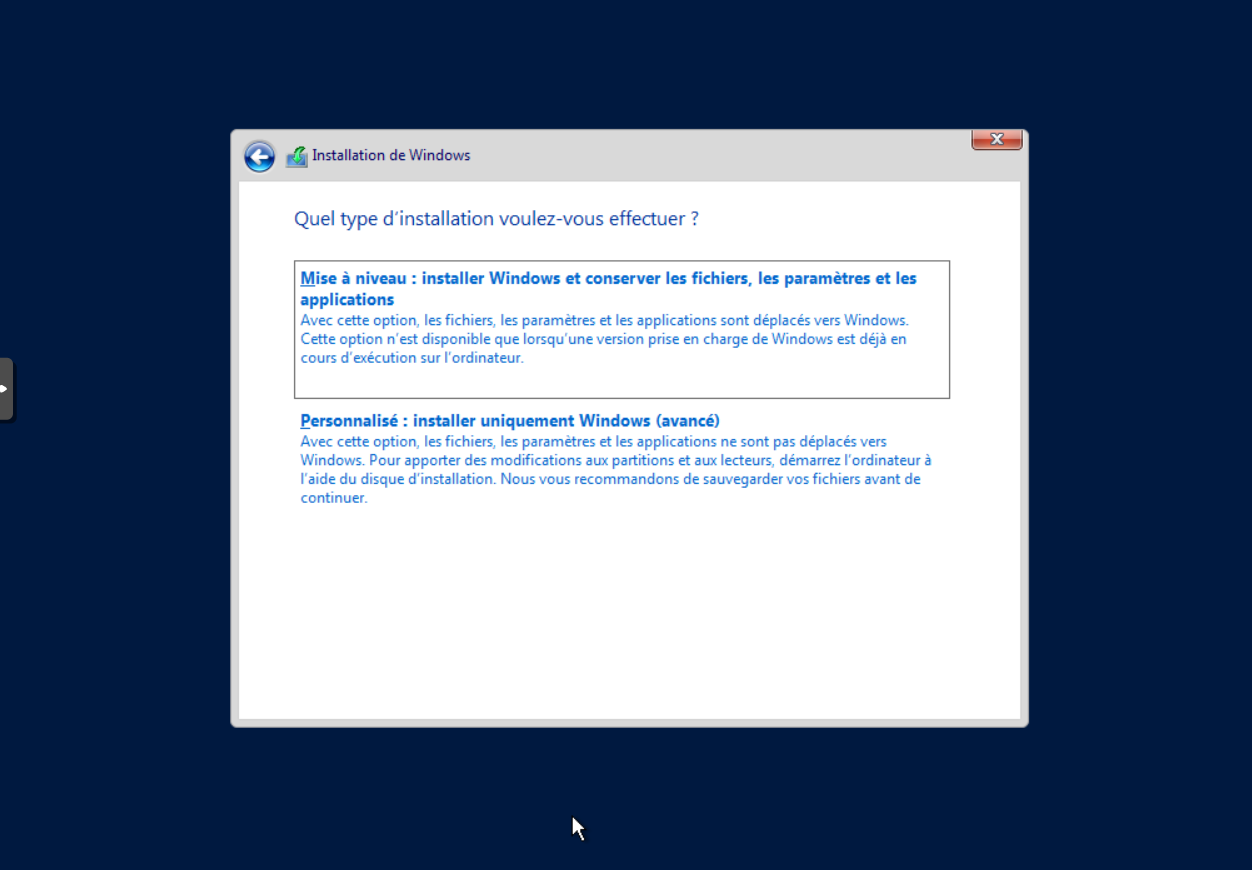 Installation de Windows
Quel type d’installation voulez-vous effectuer ?
Mise à niveau : installer Windows et conserver les fichiers, les paramètres et les
applications
Avec cette option, les fichiers, les paramètres et les applications sont déplacés vers Windows.
Cette option n’est disponible que lorsqu’une version prise en charge de Windows est déjà en
cours d’exécution sur l’ordinateur.
Personnalisé : installer uniquement Windows (avancé)
Avec cette option, les fichiers, les paramètres et les applications ne sont pas déplacés vers
Windows. Pour apporter des modifications aux partitions et aux lecteurs, démarrez l’ordinateur à
l’aide du disque d’installation. Nous vous recommandons de sauvegarder vos fichiers avant de
continuer.